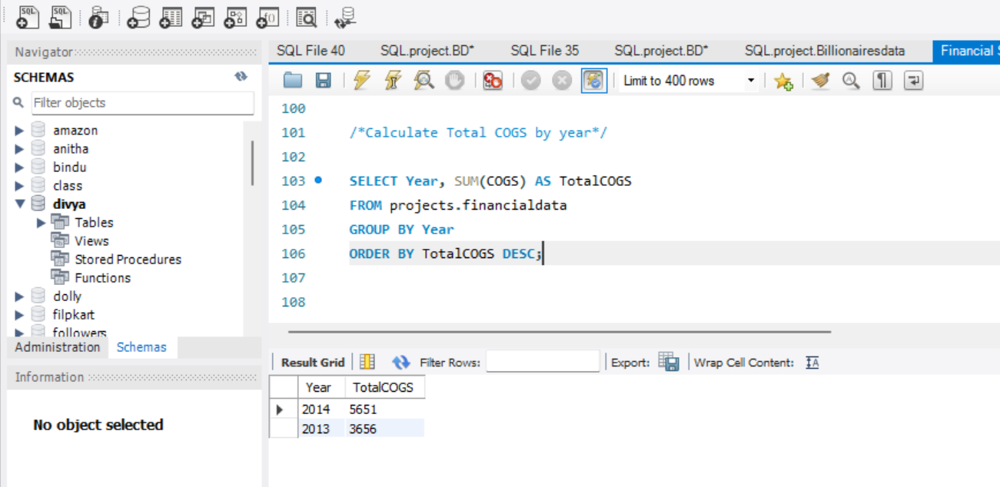 SQL SQL
f()
Navigator
SCHEMAS
Filter objects
amazon
anitha
bindu
class
divya
Tables
Views
Stored Procedures
Functions
dolly
filpkart
followers
Administration Schemas
Information
No object selected
SQL File 40 SQL.project.BD* SQL File 35 SQL.project.BD* SQL.project.Billionairesdata Financial S
Limit to 400 rows
100
101 /*Calculate Total COGS by year*/
102
103 SELECT Year, SUM(COGS) AS TotalCOGS
104 FROM projects.financialdata
105 GROUP BY Year
106 ORDER BY TotalCOGS DESC;
107
108
Result Grid Filter Rows: Export: Wrap Cell Content: IA
Year TotalCOGS
2014 5651
2013 3656